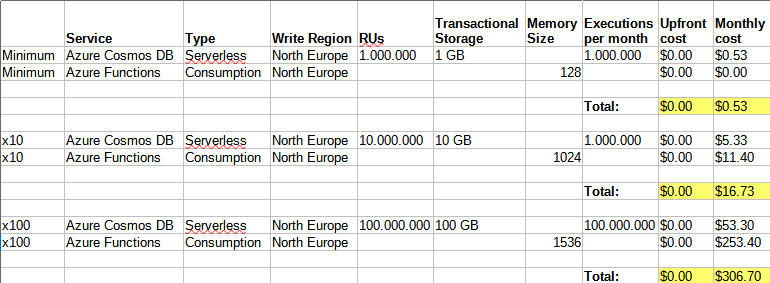 Service Type Write Region RUs Transactional Storage Memory Size Executions per month Upfront cost Monthly cost
Minimum Azure Cosmos DB Serverless North Europe 1.000.000 1 GB 1.000.000 $0.00 $0.53
Minimum Azure Functions Consumption North Europe 128 $0.00 $0.00
Total: $0.00 $0.53
x10 Azure Cosmos DB Serverless North Europe 10.000.000 10 GB 1.000.000 $0.00 $5.33
x10 Azure Functions Consumption North Europe 1024 $0.00 $11.40
Total: $0.00 $16.73
x100 Azure Cosmos DB Serverless North Europe 100.000.000 100 GB 100.000.000 $0.00 $53.30
x100 Azure Functions Consumption North Europe 1536 $0.00 $253.40
Total: $0.00 $306.70